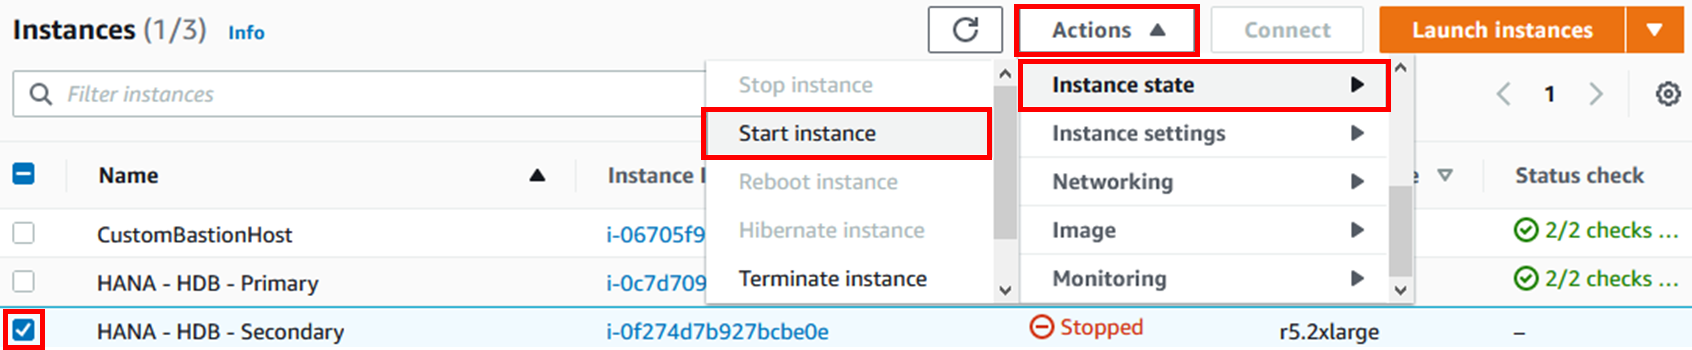 Instances (1/3) Info Actions Connect Launch instances
Filter instances Stop instance Instance state 1
Start instance Instance settings
Name Instance I Reboot instance Networking e Status check
CustomBastionHost i-06705f9 Hibernate instance Image 2/2 checks ...
HANA - HDB - Primary i-0c7d709 Terminate instance Monitoring 2/2 checks ...
HANA - HDB - Secondary i-0f274d7b927bcbe0e Stopped r5.2xlarge –